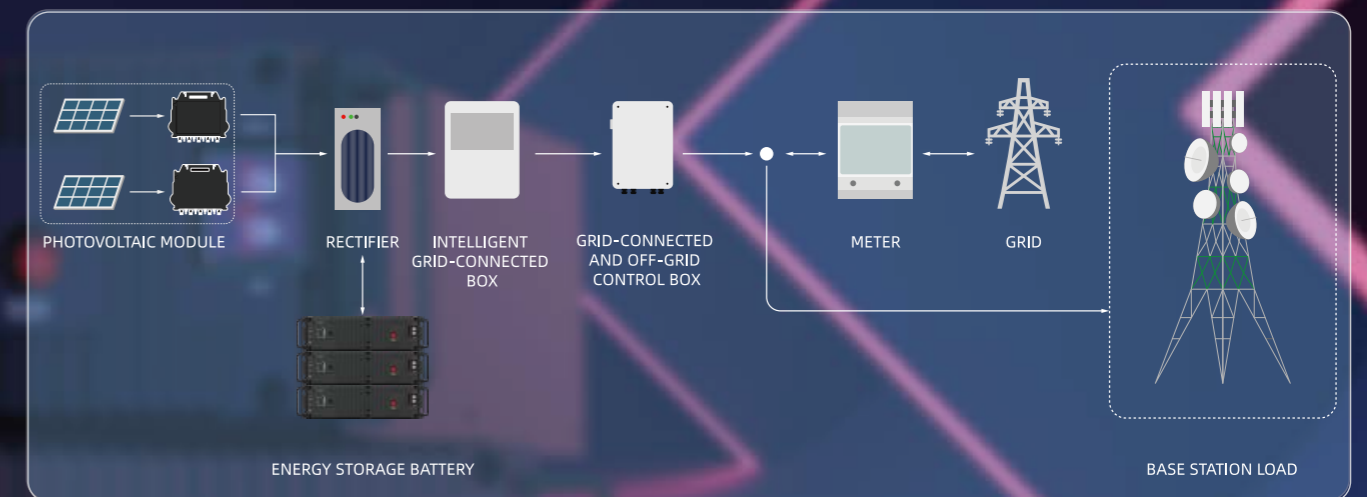 PHOTOVOLTAIC MODULE
RECTIFIER
INTELLIGENT
GRID-CONNECTED
BOX
GRID-CONNECTED
AND OFF-GRID
CONTROL BOX
METER
GRID
ENERGY STORAGE BATTERY
BASE STATION LOAD